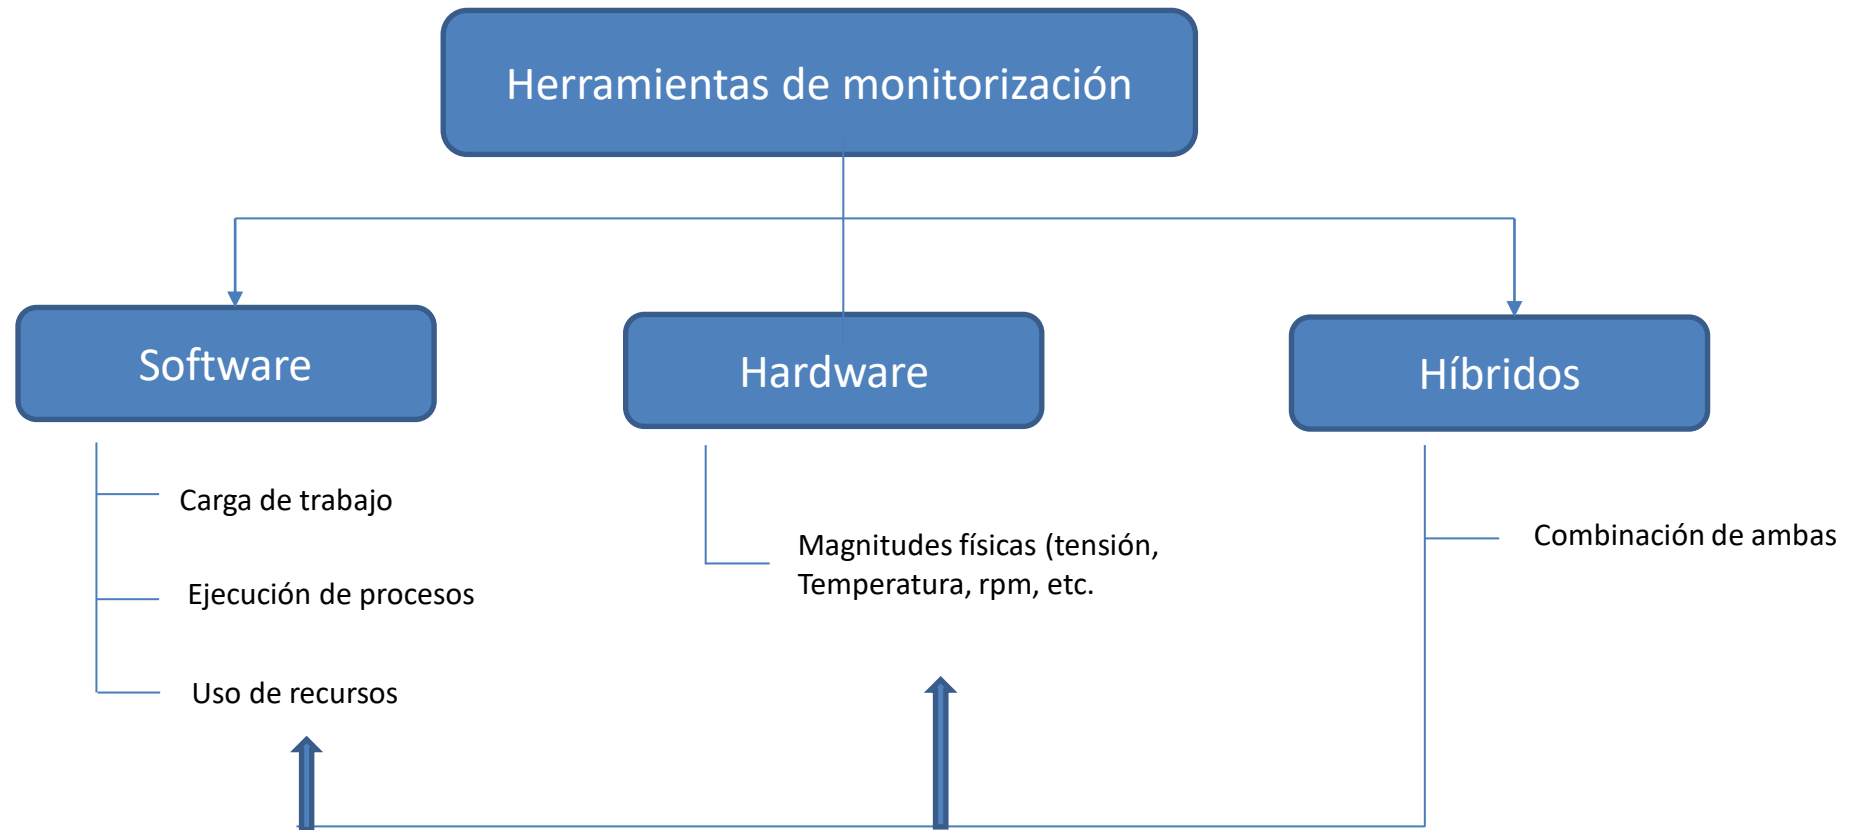 Herramientas de monitorización
Software
Hardware
Híbridos
Carga de trabajo
Ejecución de procesos
Uso de recursos
Magnitudes físicas (tensión,
Temperatura, rpm, etc.
Combinación de ambas